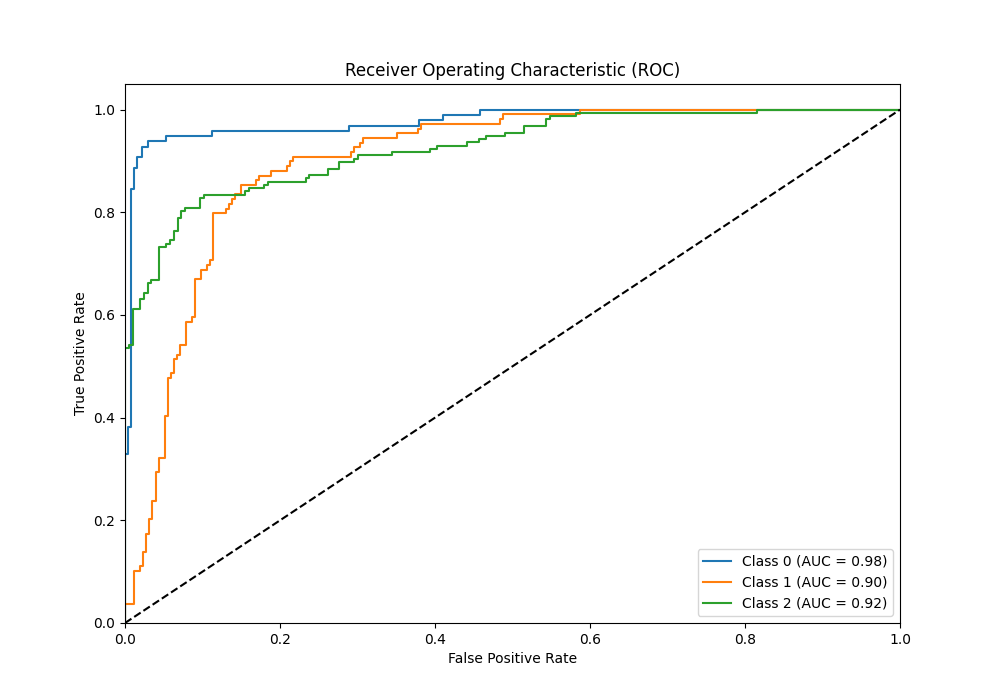 Receiver Operating Characteristic (ROC)
True Positive Rate
1.0
0.8
0.6
0.4
0.2
0.0
0.0 0.2 0.4 0.6 0.8 1.0
False Positive Rate
Class 0 (AUC = 0.98)
Class 1 (AUC = 0.90)
Class 2 (AUC = 0.92)